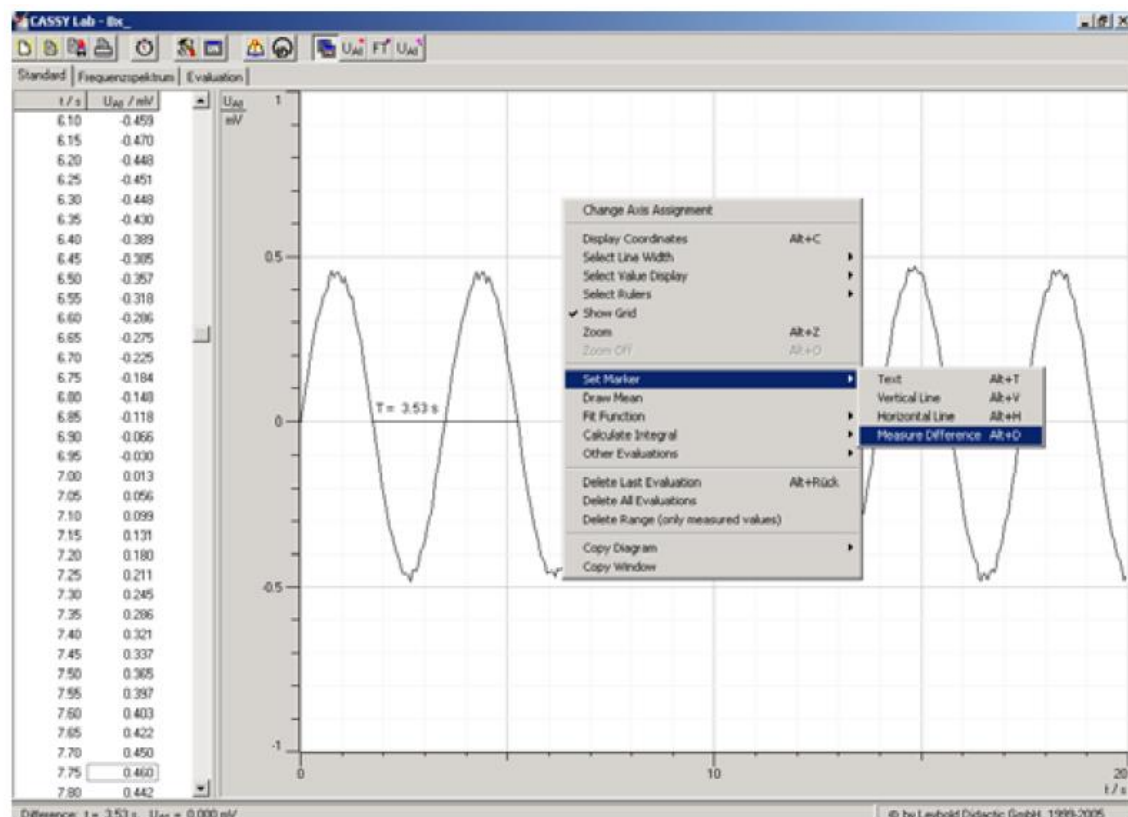 CASSY Lab - 8x_
UAI FT UAI
Standard Frequenzspektrum Evaluation
t / s UA0 / mV
6.10 -0.459
6.15 -0.470
6.20 -0.448
6.25 -0.451
6.30 -0.448
6.35 -0.430
6.40 -0.389
6.45 -0.385
6.50 -0.357
6.55 -0.318
6.60 -0.286
6.65 -0.275
6.70 -0.225
6.75 -0.184
6.80 -0.148
6.85 -0.118
6.90 -0.066
6.95 -0.030
7.00 0.013
7.05 0.056
7.10 0.099
7.15 0.131
7.20 0.180
7.25 0.211
7.30 0.245
7.35 0.286
7.40 0.321
7.45 0.337
7.50 0.365
7.55 0.397
7.60 0.403
7.65 0.422
7.70 0.450
7.75 0.460
7.80 0.442
UA0
mV
1
0.5
0
-0.5
-1
T = 3.53 s
0 10 20
t / s
Change Axis Assignment
Display Coordinates Alt+C
Select Line Width
Select Value Display
Select Rulers
✓ Show Grid
Zoom Alt+Z
Zoom Off Alt+O
Set Marker
Draw Mean
Fit Function
Calculate Integral
Other Evaluations
Delete Last Evaluation Alt+Rück
Delete All Evaluations
Delete Range (only measured values)
Copy Diagram
Copy Window
Text Alt+T
Vertical Line Alt+V
Horizontal Line Alt+H
Measure Difference Alt+D
Difference: t = 3.53 s, UA0 = 0.000 mV
© by Leybold Didactic GmbH, 1999-2005